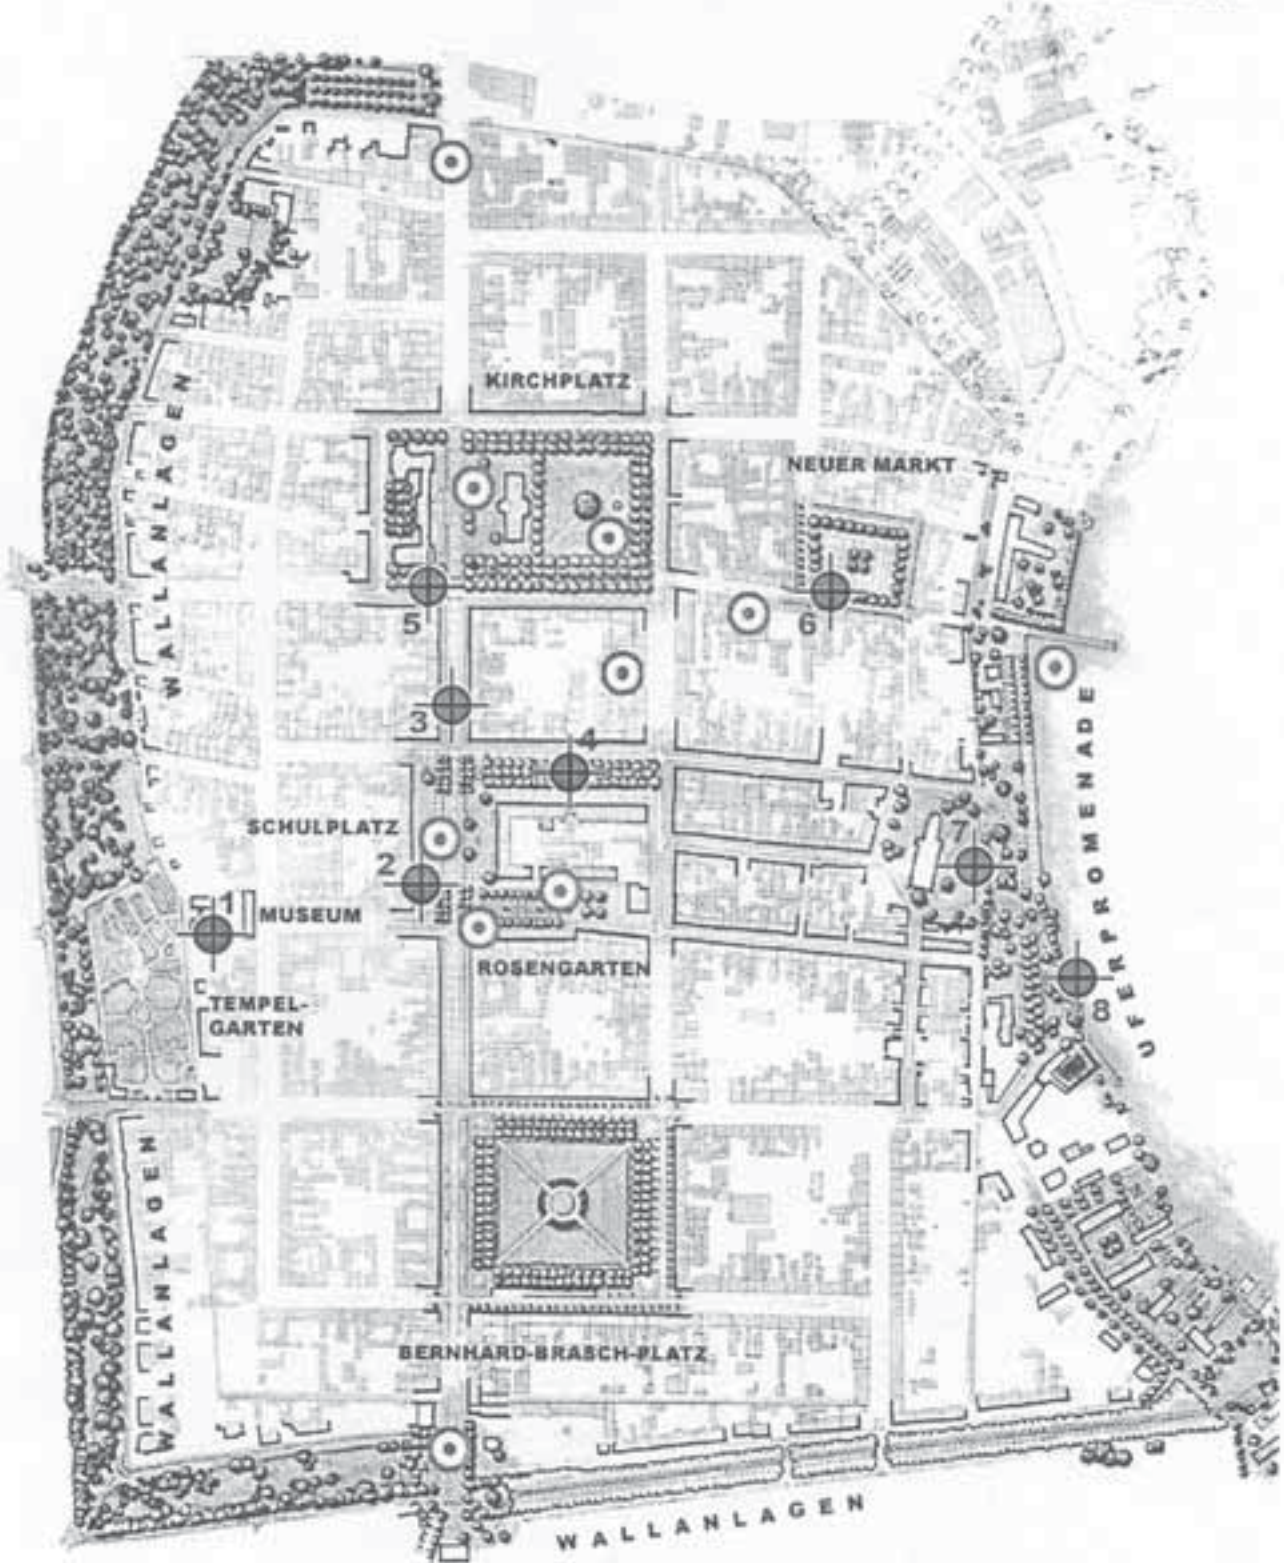 KIRCHPLATZ
NEUER MARKT
WALLANLAGEN
5
6
3
4
UFERPROMENADE
SCHULPLATZ
7
2
1
MUSEUM
ROSENGARTEN
TEMPEL-
GARTEN
8
WALLANLAGEN
BERNHARD-BRASCH-PLATZ
WALLANLAGEN